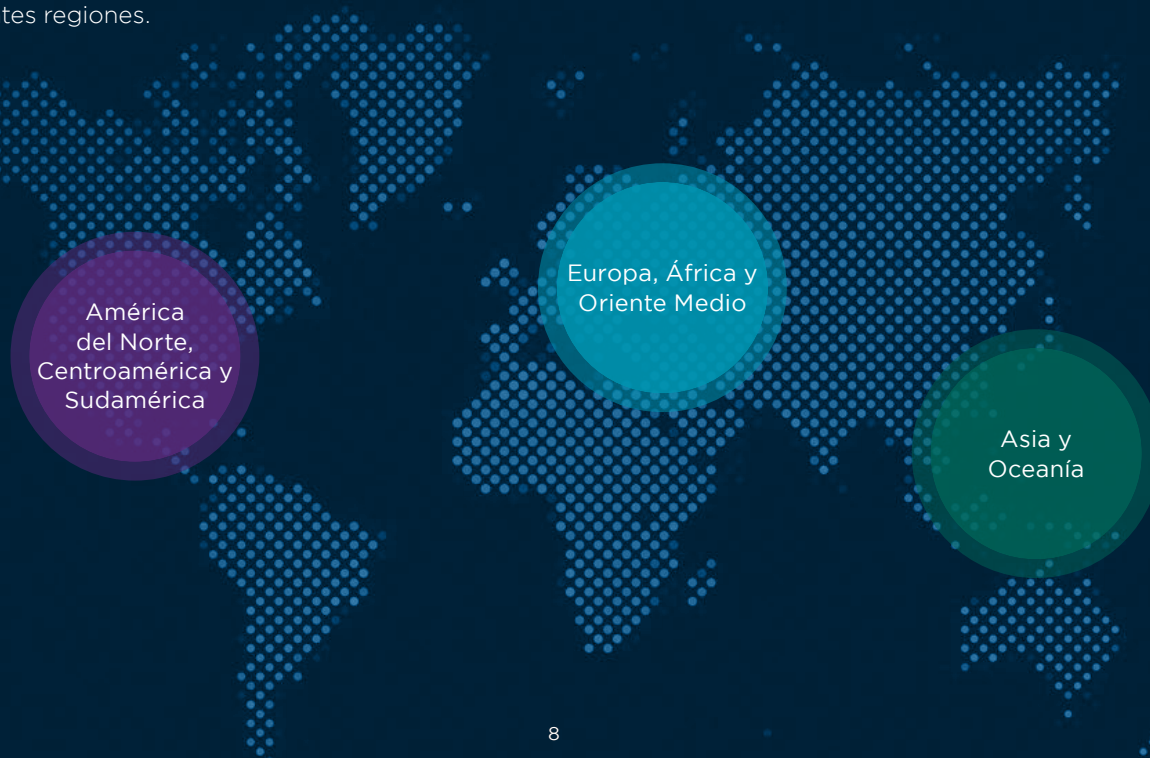 tes regiones.
Europa, África y
Oriente Medio
América
del Norte,
Centroamérica y
Sudamérica
Asia y
Oceanía
8